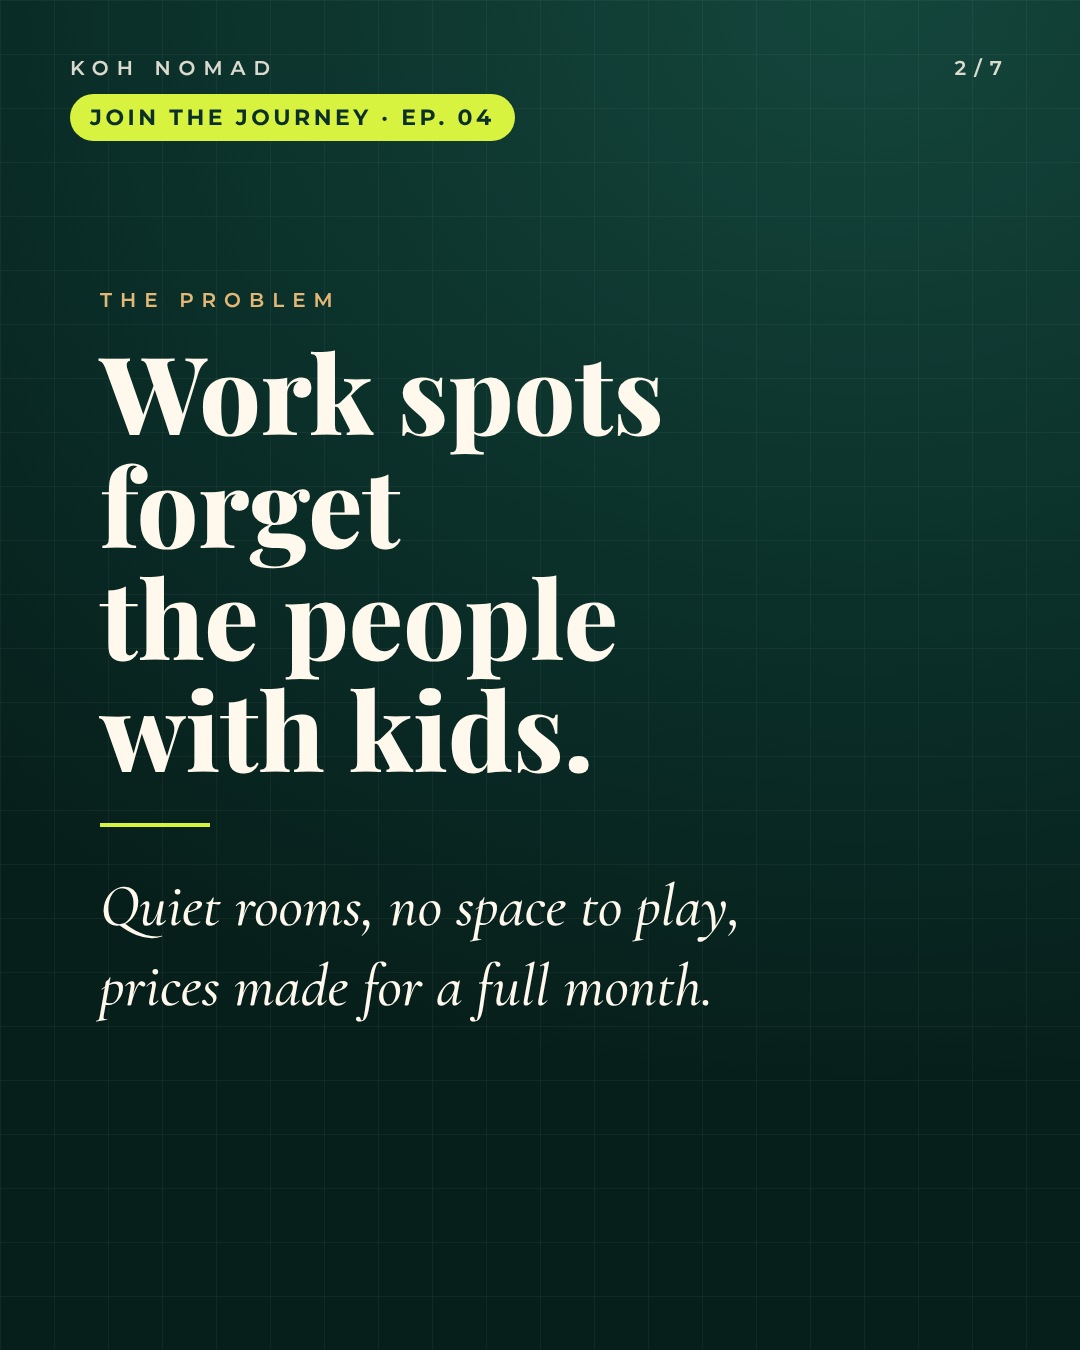 KOH NOMAD
2/7
JOIN THE JOURNEY · EP. 04
THE PROBLEM
Work spots
forget
the people
with kids.
Quiet rooms, no space to play,
prices made for a full month.